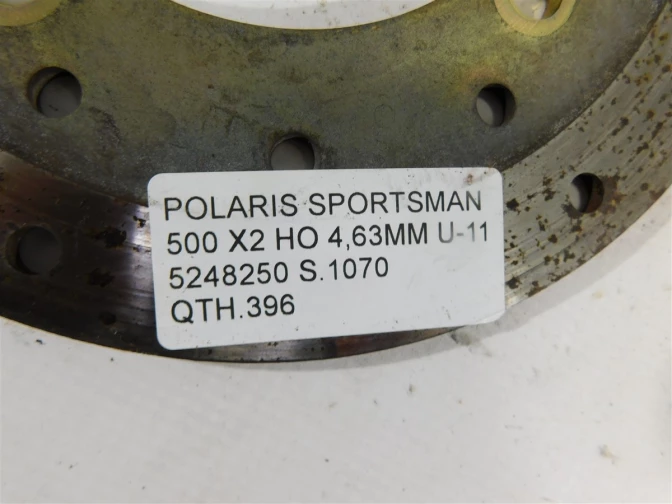 POLARIS SPORTSMAN
500 X2 HO 4,63MM U-11
5248250 S.1070
QTH.396